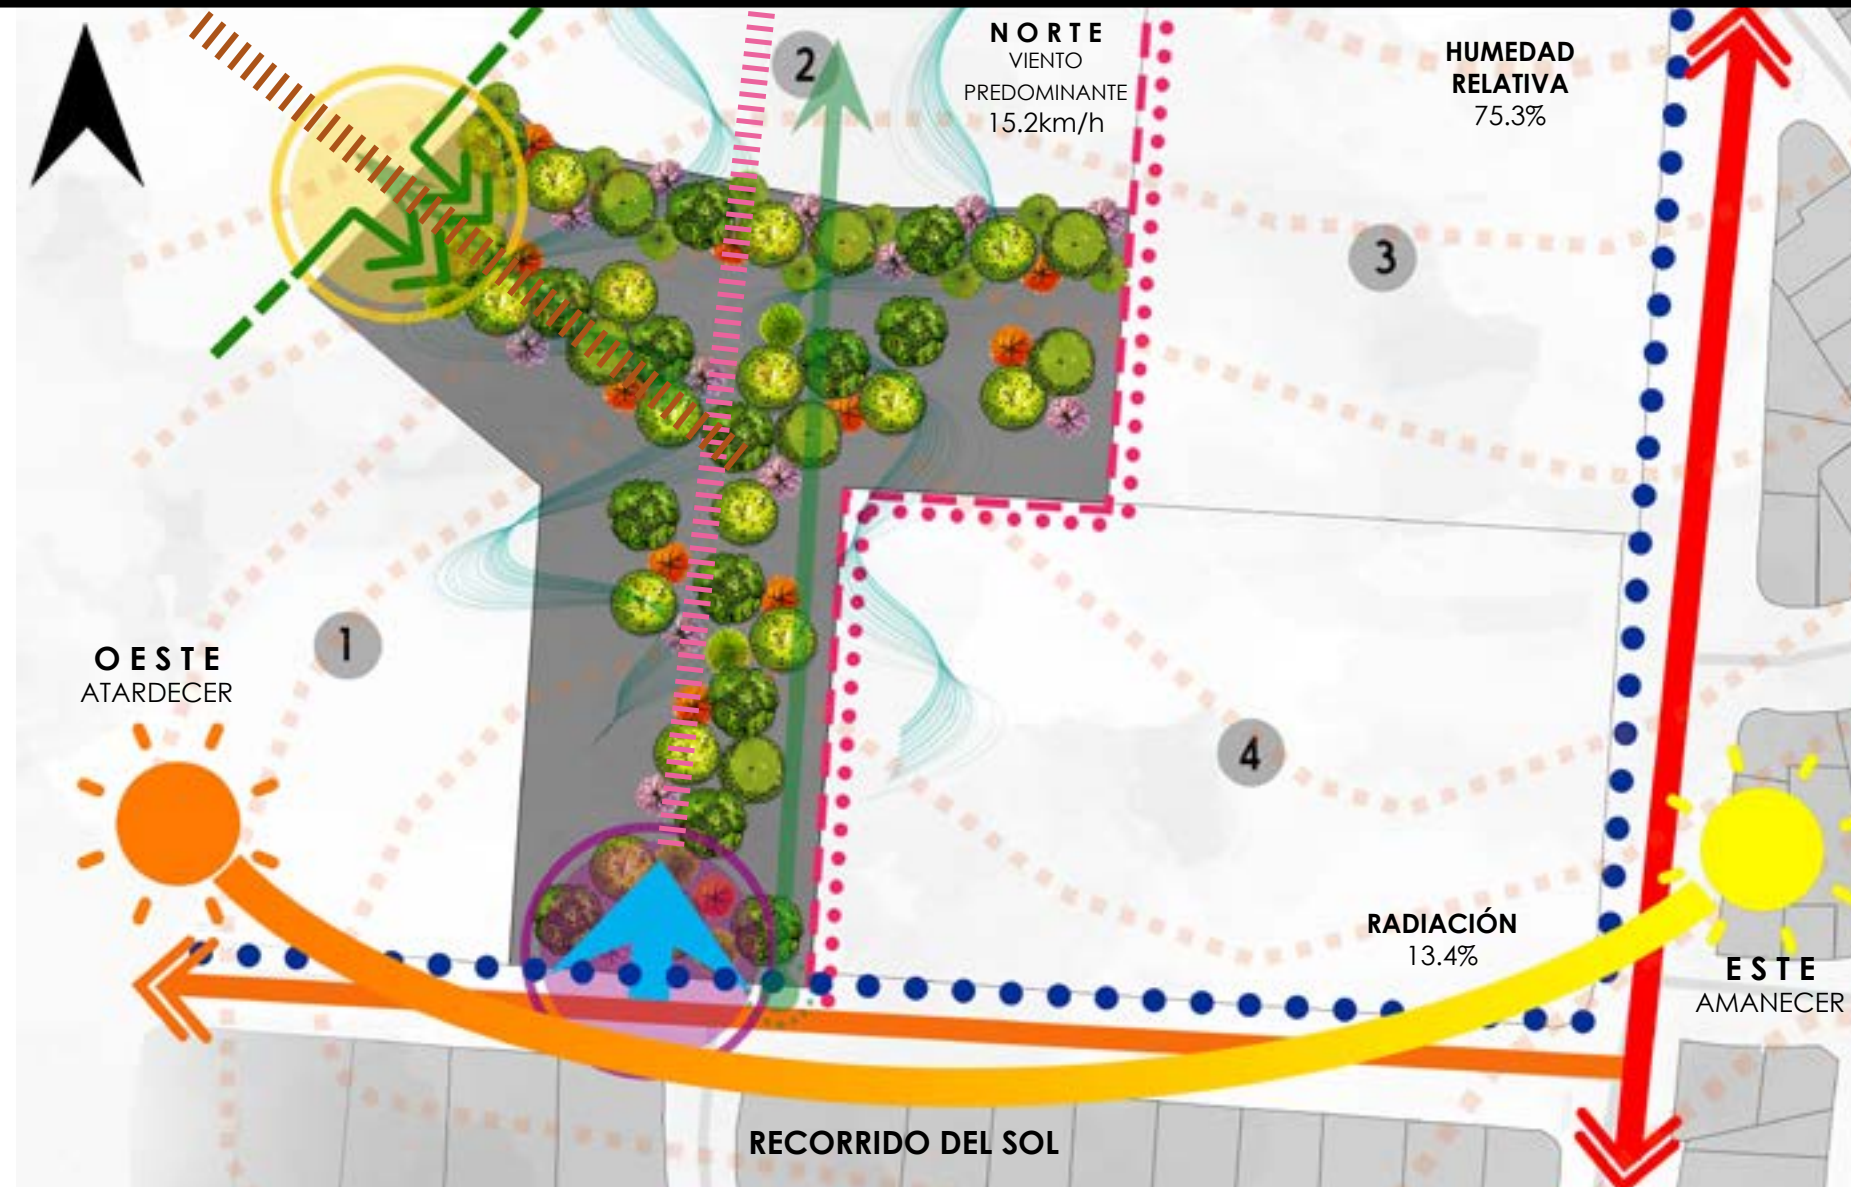 NORTE
VIENTO
PREDOMINANTE
15.2km/h
HUMEDAD
RELATIVA
75.3%
2
3
1
OESTE
ATARDECER
4
RADIACIÓN
13.4%
ESTE
AMANECER
RECORRIDO DEL SOL